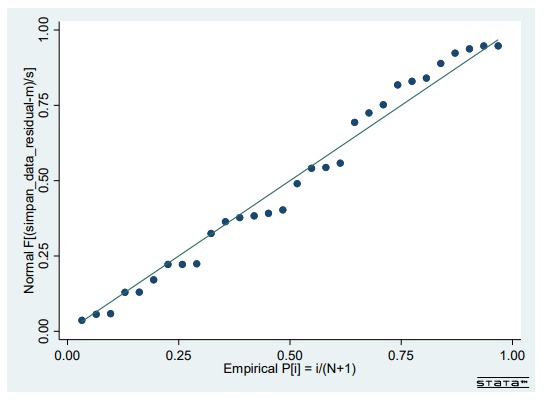 Normal F[(simpan_data_residual-m)/s]
1.00
0.75
0.50
0.25
0.00
0.00 0.25 0.50 0.75 1.00
Empirical P[i] = i/(N+1)
STATA™